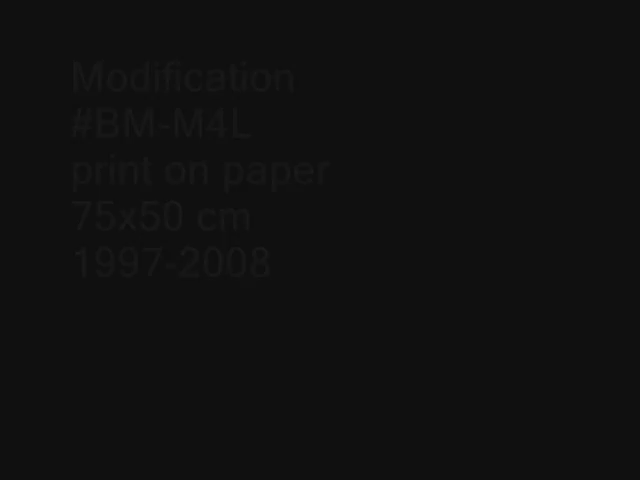 Modification
#BM-M4L
print on paper
75x50 cm
1997-2008